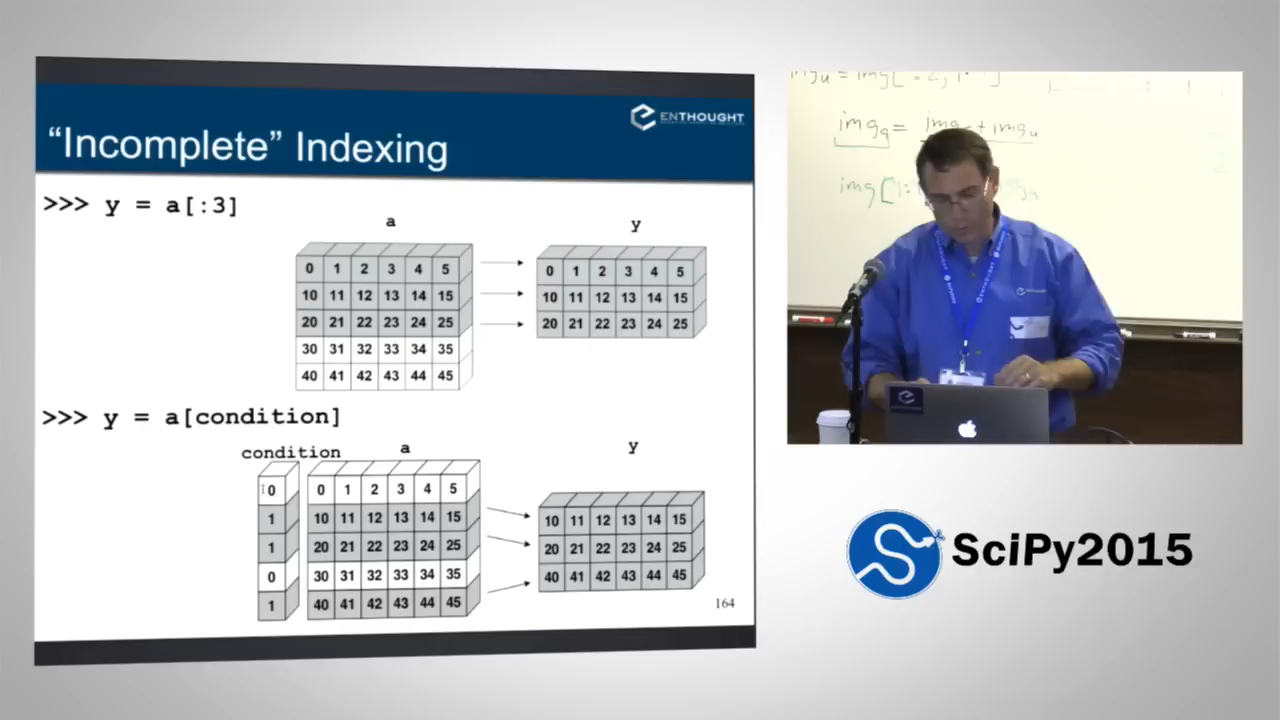 ENTHOUGHT
“Incomplete” Indexing
>>> y = a[:3]
a
y
0 1 2 3 4 5
10 11 12 13 14 15
20 21 22 23 24 25
30 31 32 33 34 35
40 41 42 43 44 45
0 1 2 3 4 5
10 11 12 13 14 15
20 21 22 23 24 25
>>> y = a[condition]
condition
a
y
0
1
1
0
1
0 1 2 3 4 5
10 11 12 13 14 15
20 21 22 23 24 25
30 31 32 33 34 35
40 41 42 43 44 45
10 11 12 13 14 15
20 21 22 23 24 25
40 41 42 43 44 45
164
img =
img
SciPy2015